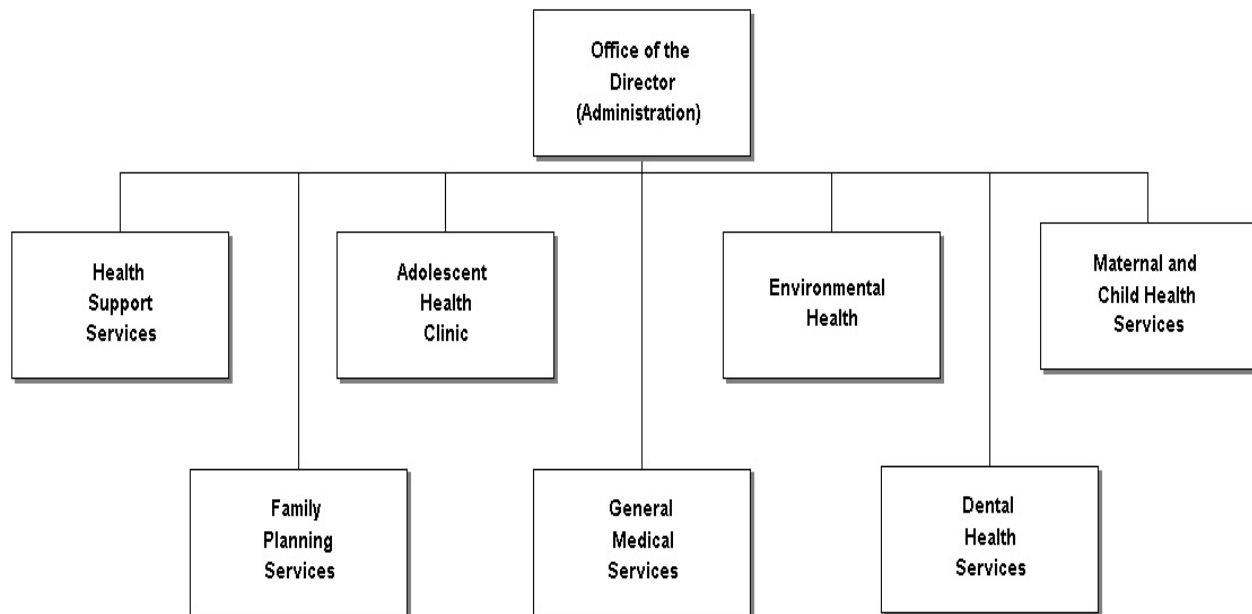 Office of the
Director
(Administration)
Health
Support
Services
Adolescent
Health
Clinic
Environmental
Health
Maternal and
Child Health
Services
Family
Planning
Services
General
Medical
Services
Dental
Health
Services